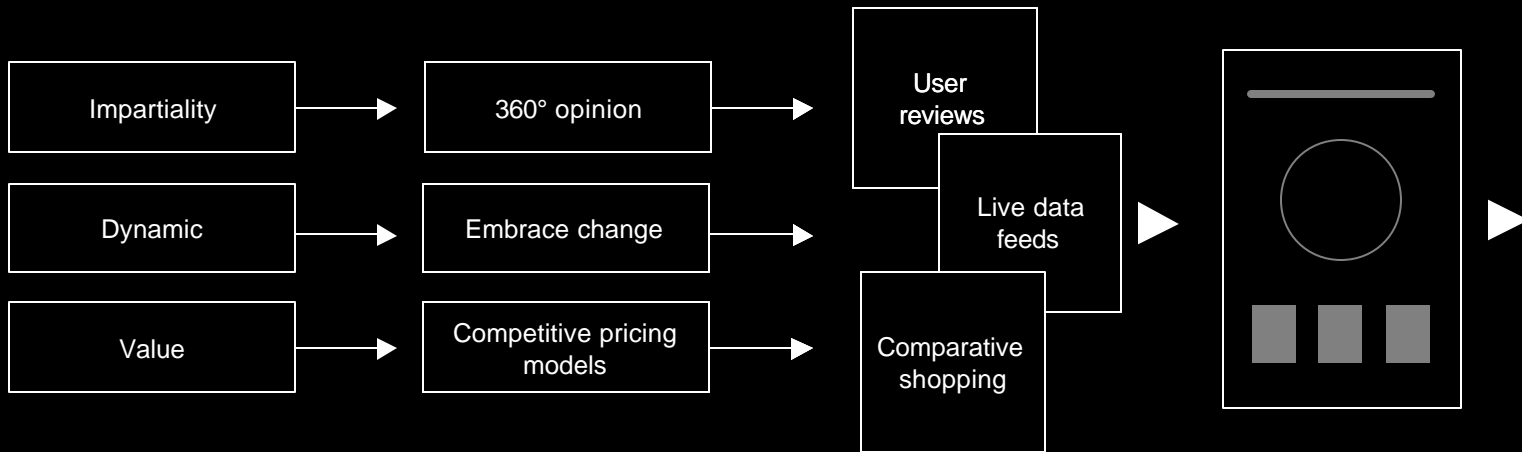 Impartiality
360° opinion
User
reviews
Dynamic
Embrace change
Live data
feeds
Value
Competitive pricing
models
Comparative
shopping